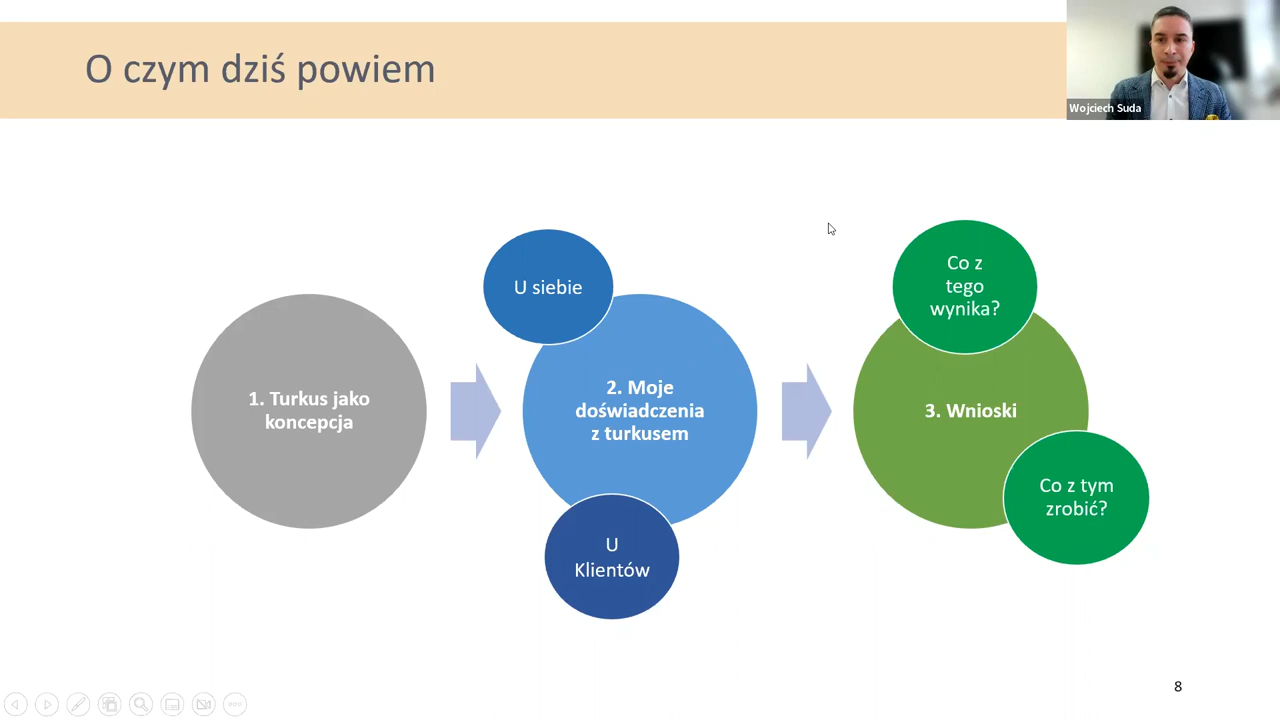 O czym dziś powiem
Wojciech Suda
1. Turkus jako
koncepcja
U siebie
2. Moje
doświadczenia
z turkusem
U
Klientów
Co z
tego
wynika?
3. Wnioski
Co z tym
zrobić?
8